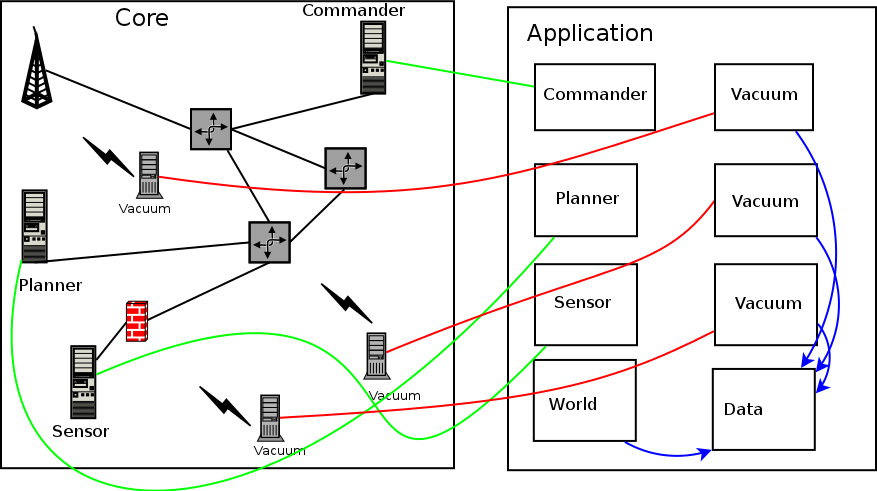 Core
Commander
Vacuum
Planner
Sensor
Vacuum
Vacuum
Application
Commander
Vacuum
Planner
Vacuum
Sensor
Vacuum
World
Data